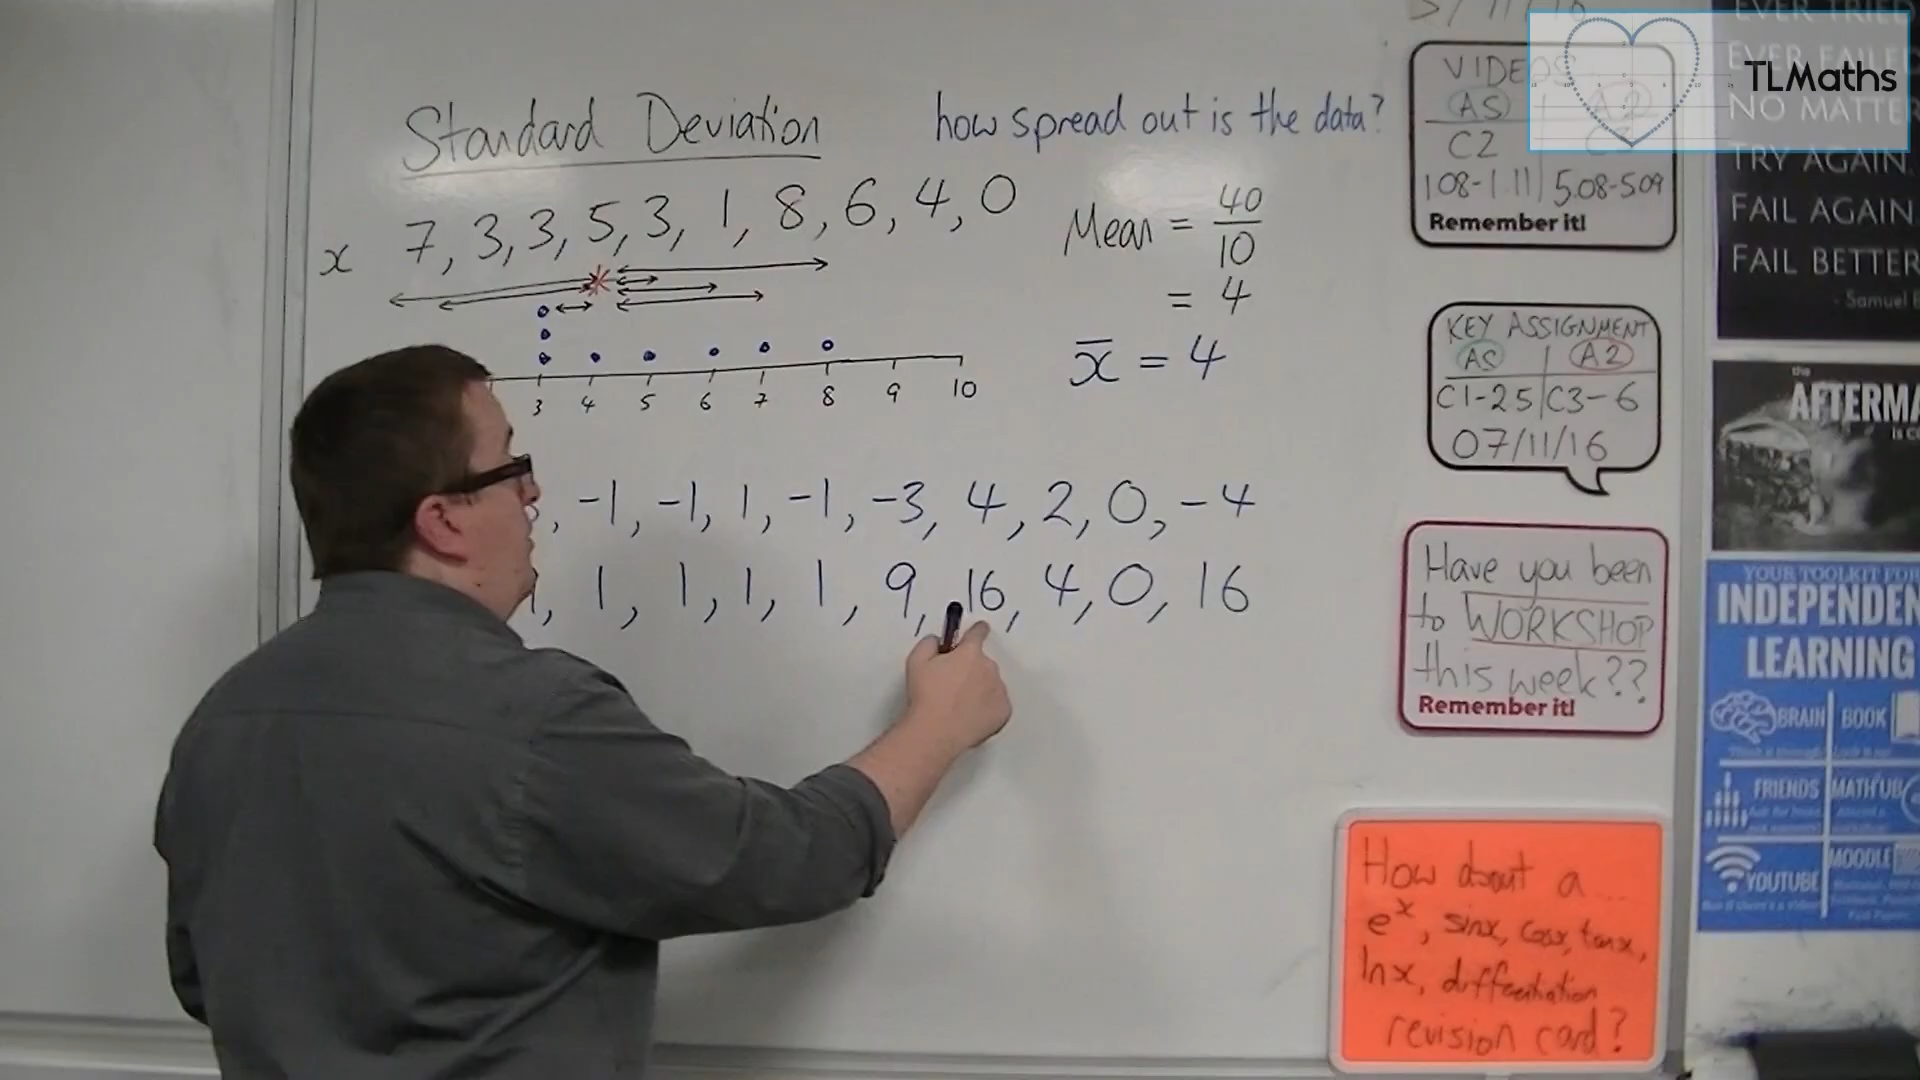 Standard Deviation
how spread out is the data?
x 7, 3, 3, 5, 3, 1, 8, 6, 4, 0
Mean = 40/10
= 4
x̄ = 4
3 4 5 6 7 8 9 10
, -1, -1, 1, -1, -3, 4, 2, 0, -4
, 1, 1, 1, 1, 9, 16, 4, 0, 16
TLMaths
VIDEOS
AS | A2
C2
1.08-1.11 | 5.08-5.09
Remember it!
KEY ASSIGNMENT
AS | A2
C1-25 | C3-6
07/11/16
Have you been
to WORKSHOP
this week??
Remember it!
How about a ...
eˣ, sinx, cosx, tanx,
lnx, differentiation
revision card?
EVER TRIED
EVER FAILED
NO MATTER
TRY AGAIN.
FAIL AGAIN
FAIL BETTER
- Samuel
the
AFTERMA
YOUR TOOLKIT FOR
INDEPENDEN
LEARNING
BRAIN BOOK
FRIENDS MATH'UB
YOUTUBE MOODLE